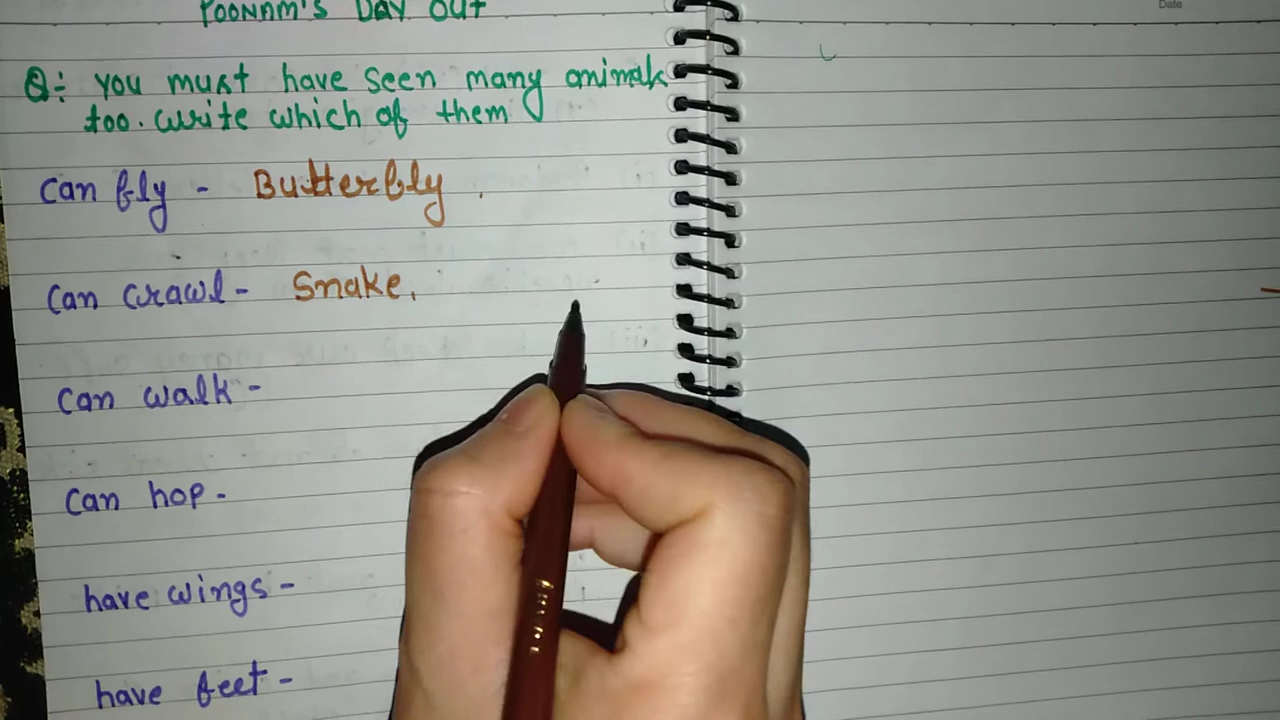 POONAM'S DAY OUT
Date
Q÷ you must have seen many animals
too. write which of them
Can fly - Butterfly.
Can crawl - Snake.
Can walk -
Can hop -
have wings -
have feet -